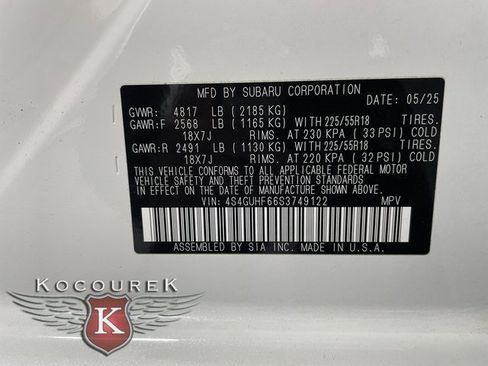 MFD BY SUBARU CORPORATION
DATE: 05/25
GVWR: 4817 LB (2185 KG)
GAWR:F 2568 LB (1165 KG) WITH 225/55R18 TIRES.
18X7J RIMS. AT 230 KPA (33 PSI) COLD
GAWR:R 2491 LB (1130 KG) WITH 225/55R18 TIRES.
18X7J RIMS. AT 220 KPA (32 PSI) COLD
THIS VEHICLE CONFORMS TO ALL APPLICABLE FEDERAL MOTOR
VEHICLE SAFETY, BUMPER, AND THEFT PREVENTION STANDARDS
IN EFFECT ON THE DATE OF MANUFACTURE SHOWN ABOVE.
VIN: 4S4GUHF66S3749122 MPV
ASSEMBLED BY SIA INC. MADE IN U.S.A.
KOCOUREK
K